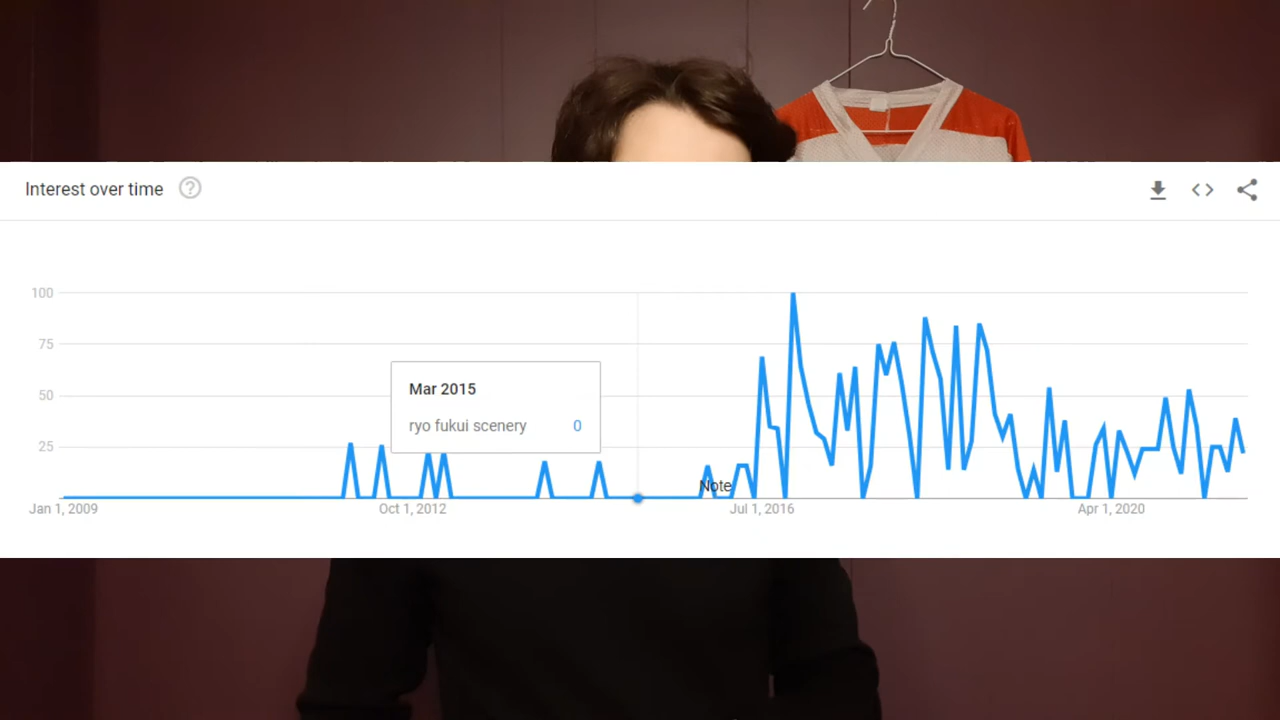 Interest over time
100
75
50
25
Mar 2015
ryo fukui scenery 0
Note
Jan 1, 2009 Oct 1, 2012 Jul 1, 2016 Apr 1, 2020